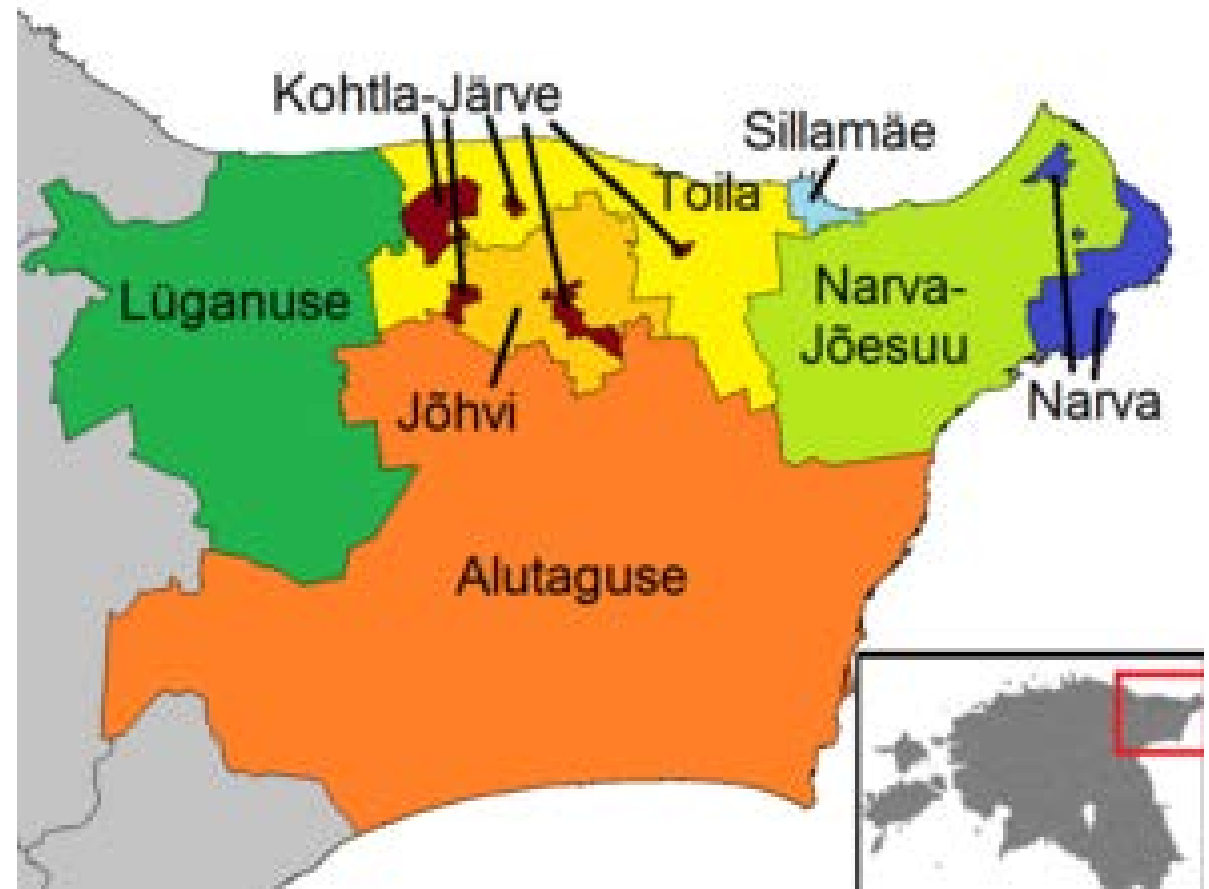 Kohtla-Järve
Sillamäe
Toila
Lüganuse
Narva-
Jõesuu
Jõhvi
Narva
Alutaguse